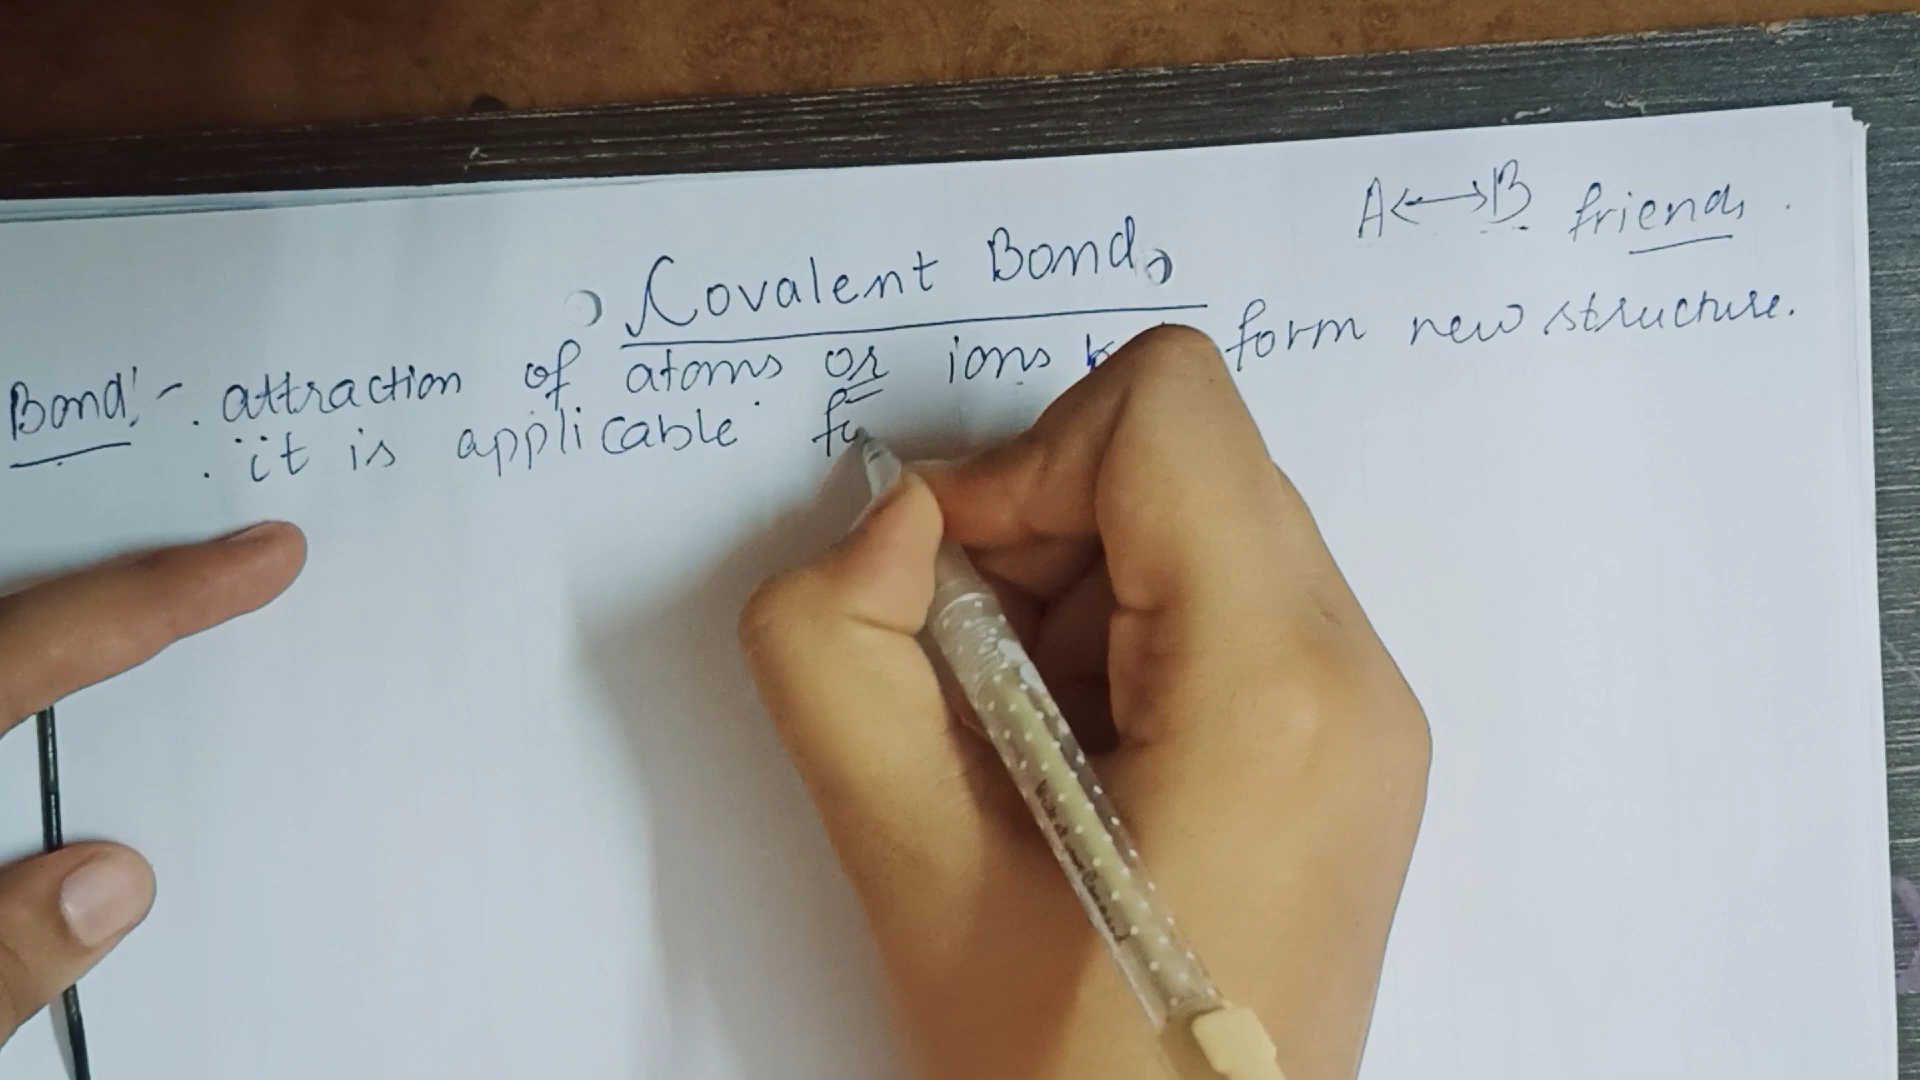 A⟷B friends.
Covalent Bond,
Bond:- . attraction of atoms or ions form new structure.
. it is applicable